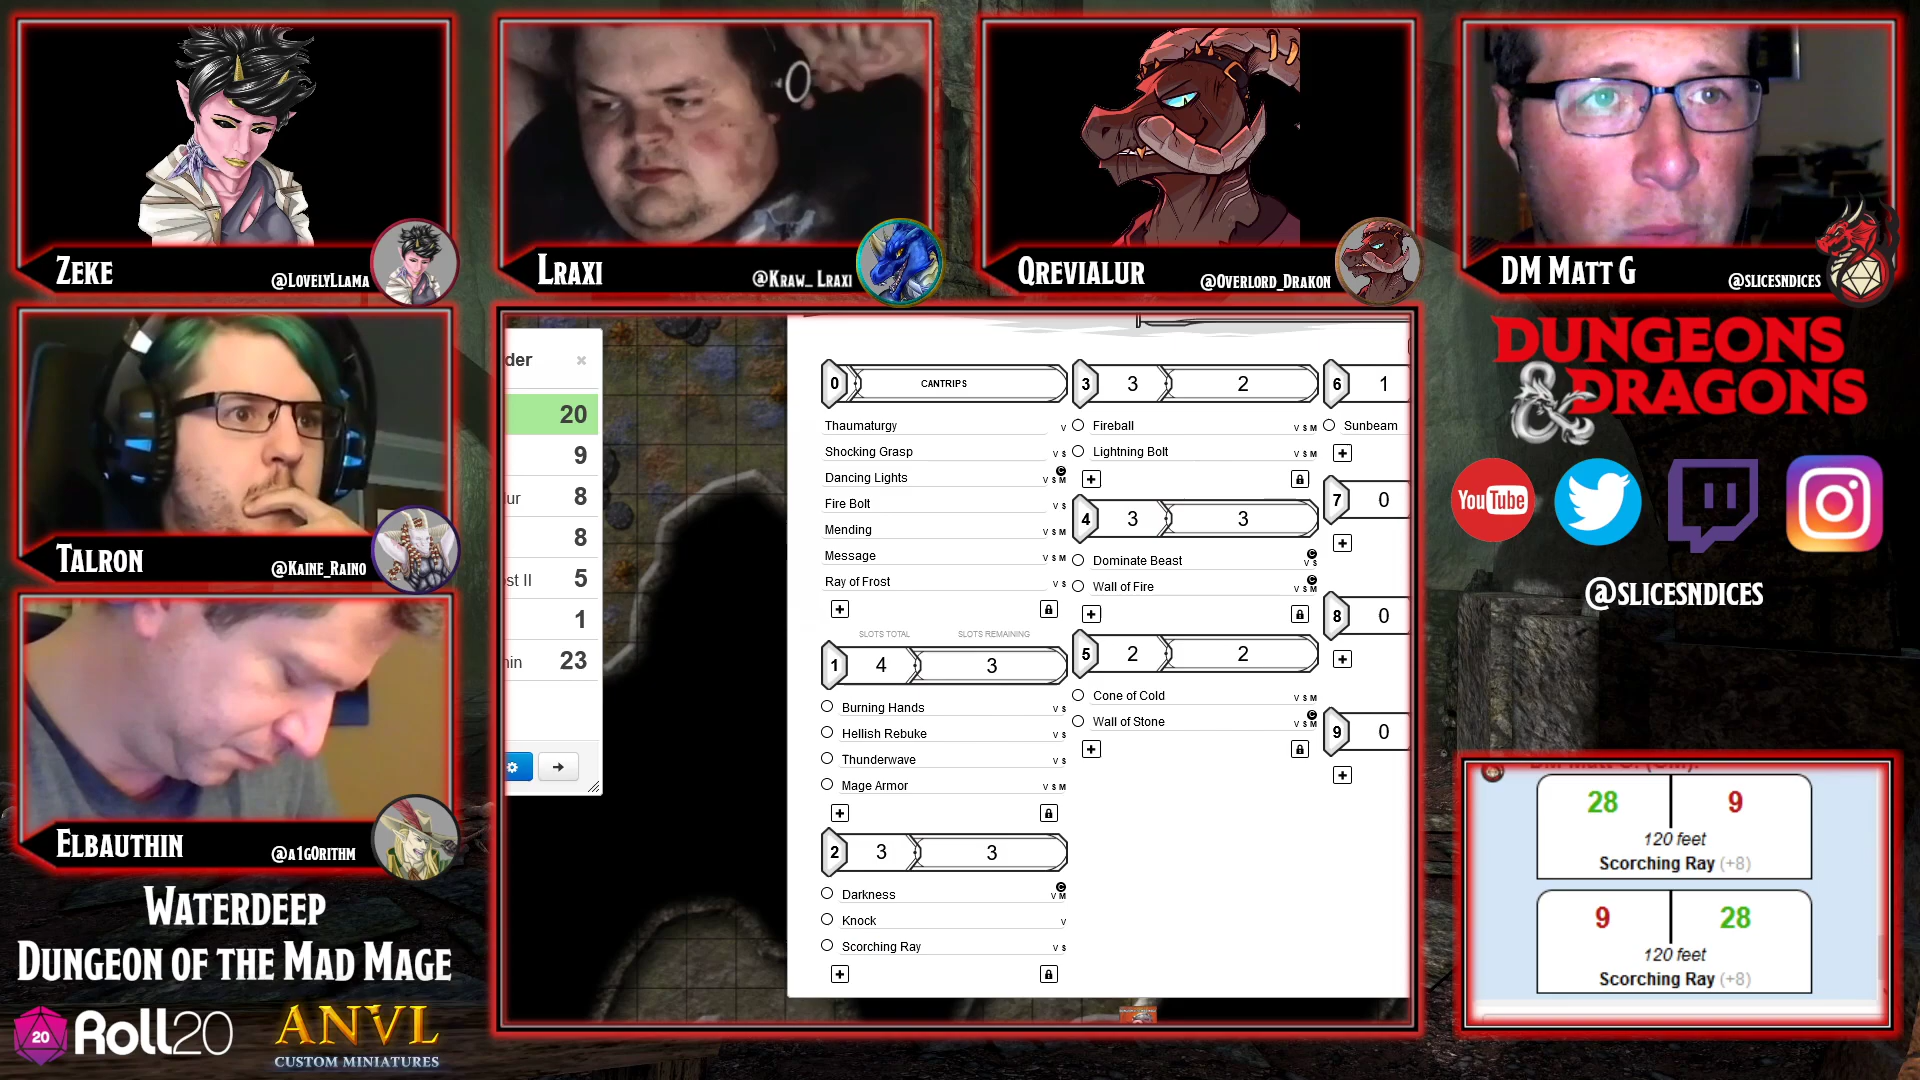 ZEKE
@LOVELYLLAMA
LRAXI
@KRAW_LRAXI
QREVIALUR
@OVERLORD_DRAKON
DM MATT G
@SLICESNDICES
TALRON
@KAINE_RAINO
ELBAUTHIN
@A1G0RITHM
WATERDEEP
DUNGEON OF THE MAD MAGE
20
Roll20
ANVL
CUSTOM MINIATURES
der ×
20
9
ur 8
8
st II 5
1
hin 23
0 CANTRIPS
Thaumaturgy V
Shocking Grasp V S
Dancing Lights C V S M
Fire Bolt V S
Mending V S M
Message V S M
Ray of Frost V S
SLOTS TOTAL SLOTS REMAINING
1 4 3
Burning Hands V S
Hellish Rebuke V S
Thunderwave V S
Mage Armor V S M
2 3 3
Darkness C V M
Knock V
Scorching Ray V S
3 3 2
Fireball V S M
Lightning Bolt V S M
4 3 3
Dominate Beast C V S
Wall of Fire C V S M
5 2 2
Cone of Cold V S M
Wall of Stone C V S M
6 1
Sunbeam
7 0
8 0
9 0
DUNGEONS
&
DRAGONS
YouTube
@SLICESNDICES
DM Matt G. (GM):
28 9
120 feet
Scorching Ray (+8)
9 28
120 feet
Scorching Ray (+8)